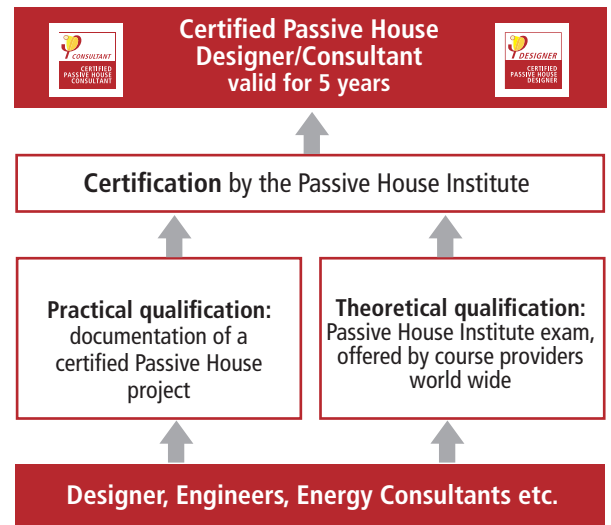 Certified Passive House
Designer/Consultant
valid for 5 years
CONSULTANT
CERTIFIED
PASSIVE HOUSE
CONSULTANT
DESIGNER
CERTIFIED
PASSIVE HOUSE
DESIGNER
Certification by the Passive House Institute
Practical qualification:
documentation of a
certified Passive House
project
Theoretical qualification:
Passive House Institute exam,
offered by course providers
world wide
Designer, Engineers, Energy Consultants etc.